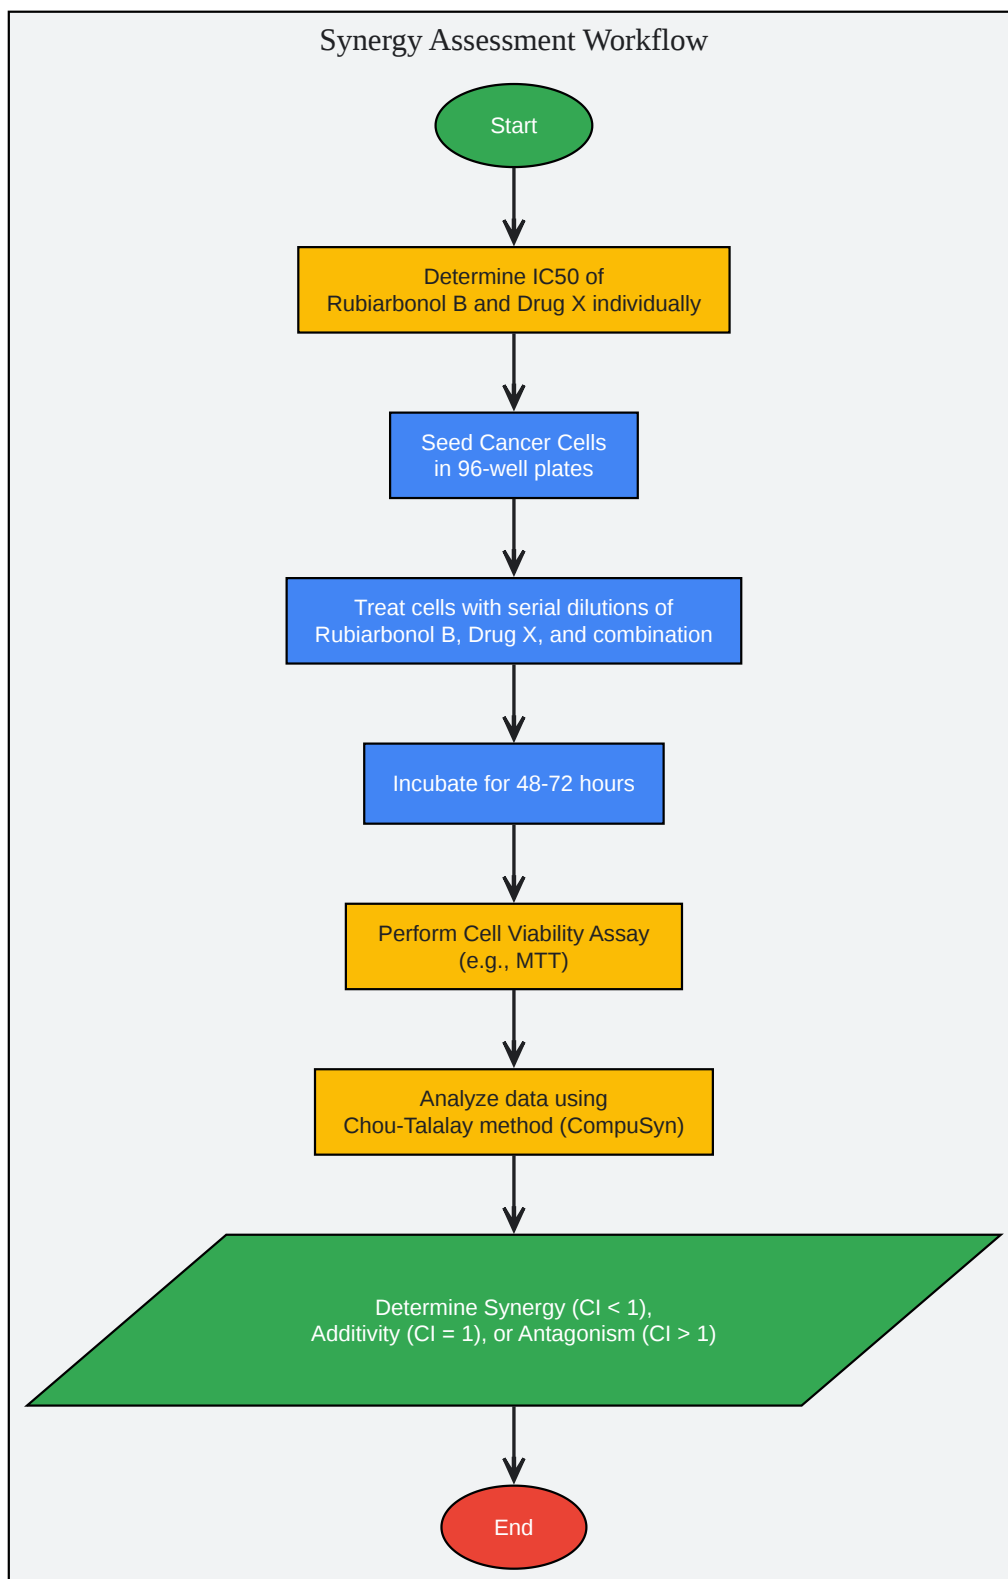 Synergy Assessment Workflow
Start
Determine IC50 of
Rubiarbonol B and Drug X individually
Seed Cancer Cells
in 96-well plates
Treat cells with serial dilutions of
Rubiarbonol B, Drug X, and combination
Incubate for 48-72 hours
Perform Cell Viability Assay
(e.g., MTT)
Analyze data using
Chou-Talalay method (CompuSyn)
Determine Synergy (CI < 1),
Additivity (CI = 1), or Antagonism (CI > 1)
End